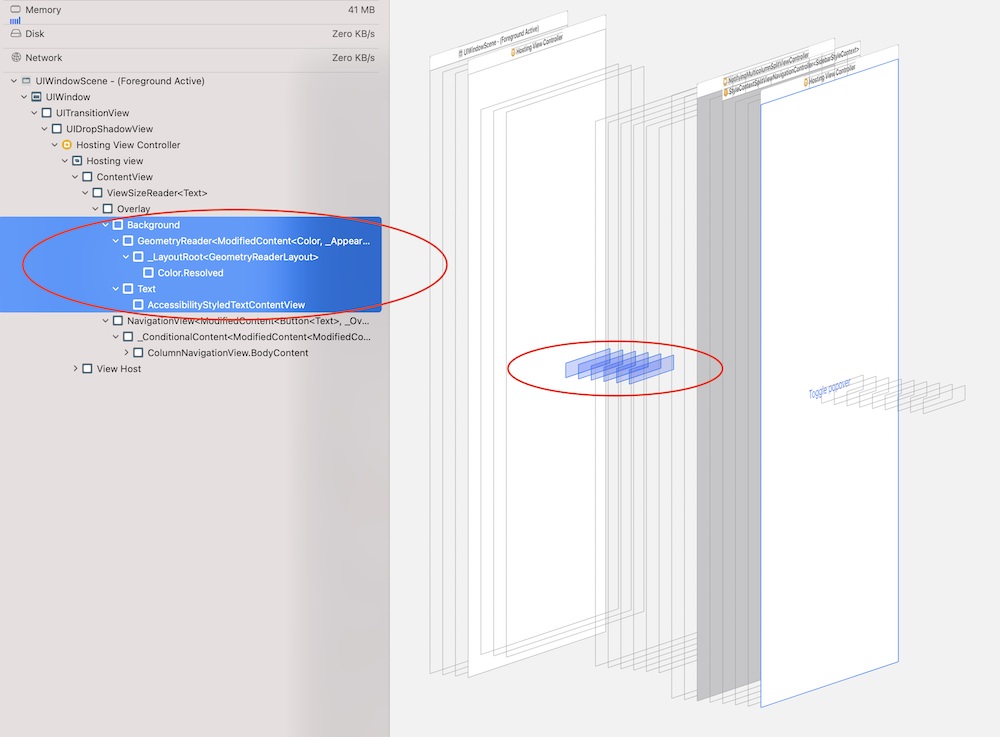 Memory 41 MB
Disk Zero KB/s
Network Zero KB/s
UIWindowScene - (Foreground Active)
UIWindow
UITransitionView
UIDropShadowView
Hosting View Controller
Hosting view
ContentView
ViewSizeReader<Text>
Overlay
Background
GeometryReader<ModifiedContent<Color, _Appear...
_LayoutRoot<GeometryReaderLayout>
Color.Resolved
Text
AccessibilityStyledTextContentView
NavigationView<ModifiedContent<Button<Text>, _Ov...
_ConditionalContent<ModifiedContent<ModifiedCo...
ColumnNavigationView.BodyContent
View Host
UIWindowScene - (Foreground Active)
Hosting View Controller
NotifyingMulticolumnSplitViewController
StyleContextSplitViewNavigationController<SidebarStyleContext>
Hosting View Controller
Toggle popover